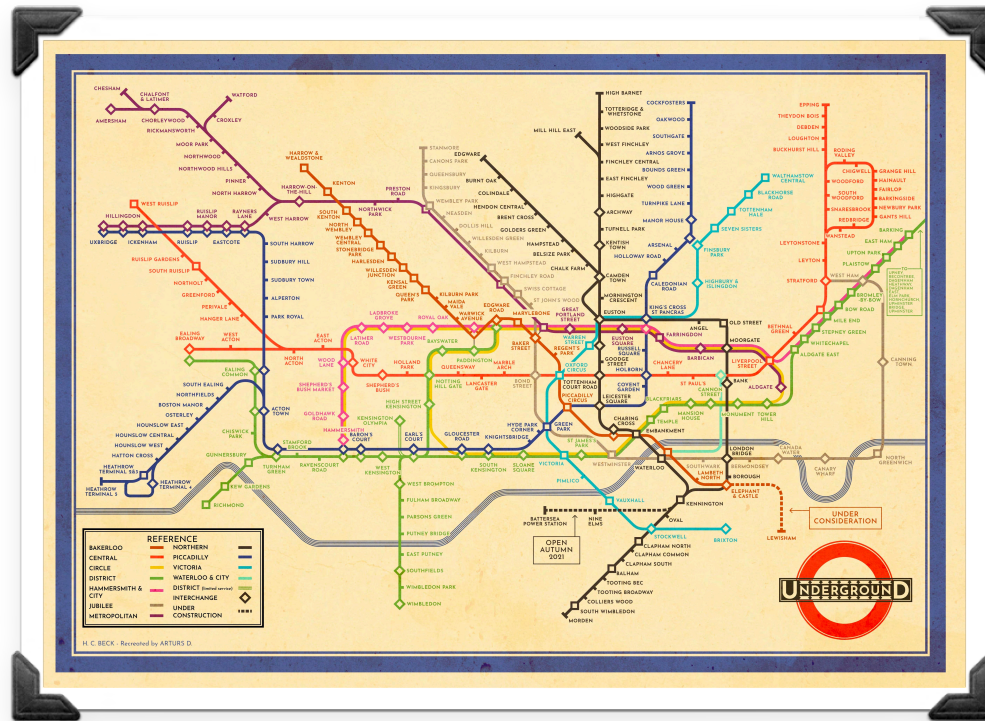 CHESHAM
CHALFONT
& LATIMER
WATFORD
AMERSHAM
CHORLEYWOOD
CROXLEY
RICKMANSWORTH
MOOR PARK
NORTHWOOD
NORTHWOOD HILLS
PINNER
NORTH HARROW
HARROW-ON-
THE-HILL
WEST HARROW
NORTHWICK
PARK
PRESTON
ROAD
HARROW &
WEALDSTONE
KENTON
SOUTH
KENTON
NORTH
WEMBLEY
WEMBLEY
CENTRAL
STONEBRIDGE
PARK
HARLESDEN
WILLESDEN
JUNCTION
KENSAL
GREEN
QUEEN'S
PARK
KILBURN PARK
MAIDA
VALE
WARWICK
AVENUE
EDGWARE
ROAD
MARYLEBONE
WEST RUISLIP
HILLINGDON
RUISLIP
MANOR
RAYNERS
LANE
UXBRIDGE
ICKENHAM
RUISLIP
EASTCOTE
RUISLIP GARDENS
SOUTH RUISLIP
NORTHOLT
GREENFORD
PERIVALE
HANGER LANE
SOUTH HARROW
SUDBURY HILL
SUDBURY TOWN
ALPERTON
PARK ROYAL
EALING
BROADWAY
WEST
ACTON
NORTH
ACTON
EAST
ACTON
EALING
COMMON
SOUTH EALING
NORTHFIELDS
BOSTON MANOR
OSTERLEY
HOUNSLOW EAST
HOUNSLOW CENTRAL
HOUNSLOW WEST
HATTON CROSS
HEATHROW
TERMINAL 5
HEATHROW
TERMINAL 4
ACTON
TOWN
CHISWICK
PARK
GUNNERSBURY
TURNHAM
GREEN
KEW GARDENS
RICHMOND
STAMFORD
BROOK
RAVENSCOURT
PARK
STANMORE
CANONS PARK
QUEENSBURY
KINGSBURY
WEMBLEY PARK
NEASDEN
DOLLIS HILL
WILLESDEN GREEN
KILBURN
WEST HAMPSTEAD
FINCHLEY ROAD
SWISS COTTAGE
ST JOHN'S WOOD
EDGWARE
BURNT OAK
COLINDALE
HENDON CENTRAL
BRENT CROSS
GOLDERS GREEN
HAMPSTEAD
BELSIZE PARK
CHALK FARM
MILL HILL EAST
HIGH BARNET
TOTTERIDGE &
WHETSTONE
WOODSIDE PARK
WEST FINCHLEY
FINCHLEY CENTRAL
EAST FINCHLEY
HIGHGATE
ARCHWAY
TUFNELL PARK
KENTISH
TOWN
CAMDEN
TOWN
MORNINGTON
CRESCENT
EUSTON
COCKFOSTERS
OAKWOOD
SOUTHGATE
ARNOS GROVE
BOUNDS GREEN
WOOD GREEN
TURNPIKE LANE
MANOR HOUSE
ARSENAL
HOLLOWAY ROAD
CALEDONIAN
ROAD
KING'S CROSS
ST PANCRAS
WALTHAMSTOW
CENTRAL
BLACKHORSE
ROAD
TOTTENHAM
HALE
SEVEN SISTERS
FINSBURY
PARK
HIGHBURY &
ISLINGTON
EPPING
THEYDON BOIS
DEBDEN
LOUGHTON
BUCKHURST HILL
RODING
VALLEY
CHIGWELL
GRANGE HILL
HAINAULT
FAIRLOP
BARKINGSIDE
NEWBURY PARK
GANTS HILL
WOODFORD
SOUTH
WOODFORD
SNARESBROOK
REDBRIDGE
WANSTEAD
LEYTONSTONE
LEYTON
STRATFORD
BARKING
EAST HAM
UPTON PARK
PLAISTOW
WEST HAM
BROMLEY-
BY-BOW
BOW ROAD
MILE END
STEPNEY GREEN
WHITECHAPEL
ALDGATE EAST
BETHNAL
GREEN
LIVERPOOL
STREET
ALDGATE
CANNING
TOWN
NORTH
GREENWICH
CANARY
WHARF
CANADA
WATER
BERMONDSEY
LADBROKE
GROVE
ROYAL OAK
LATIMER
ROAD
WESTBOURNE
PARK
BAYSWATER
PADDINGTON
WOOD
LANE
WHITE
CITY
HOLLAND
PARK
SHEPHERD'S
BUSH
SHEPHERD'S
BUSH MARKET
GOLDHAWK
ROAD
HAMMERSMITH
NOTTING
HILL GATE
QUEENSWAY
LANCASTER
GATE
MARBLE
ARCH
BOND
STREET
BAKER
STREET
GREAT
PORTLAND
STREET
WARREN
STREET
REGENT'S
PARK
OXFORD
CIRCUS
EUSTON
SQUARE
RUSSELL
SQUARE
GOODGE
STREET
HOLBORN
TOTTENHAM
COURT ROAD
COVENT
GARDEN
LEICESTER
SQUARE
PICCADILLY
CIRCUS
CHARING
CROSS
FARRINGDON
BARBICAN
ANGEL
OLD STREET
MOORGATE
CHANCERY
LANE
ST PAUL'S
BANK
CANNON
STREET
MANSION
HOUSE
MONUMENT
TOWER
HILL
BLACKFRIARS
TEMPLE
EMBANKMENT
HIGH STREET
KENSINGTON
KENSINGTON
OLYMPIA
BARON'S
COURT
EARL'S
COURT
WEST
KENSINGTON
GLOUCESTER
ROAD
SOUTH
KENSINGTON
SLOANE
SQUARE
KNIGHTSBRIDGE
HYDE PARK
CORNER
GREEN
PARK
VICTORIA
ST JAMES'S
PARK
WESTMINSTER
WATERLOO
SOUTHWARK
LAMBETH
NORTH
LONDON
BRIDGE
BOROUGH
ELEPHANT
& CASTLE
KENNINGTON
PIMLICO
VAUXHALL
OVAL
STOCKWELL
BRIXTON
LEWISHAM
UNDER
CONSIDERATION
BATTERSEA
POWER STATION
NINE
ELMS
OPEN
AUTUMN
2021
CLAPHAM NORTH
CLAPHAM COMMON
CLAPHAM SOUTH
BALHAM
TOOTING BEC
TOOTING BROADWAY
COLLIERS WOOD
SOUTH WIMBLEDON
MORDEN
WEST BROMPTON
FULHAM BROADWAY
PARSONS GREEN
PUTNEY BRIDGE
EAST PUTNEY
SOUTHFIELDS
WIMBLEDON PARK
WIMBLEDON
REFERENCE
BAKERLOO
CENTRAL
CIRCLE
DISTRICT
HAMMERSMITH &
CITY
JUBILEE
METROPOLITAN
NORTHERN
PICCADILLY
VICTORIA
WATERLOO & CITY
DISTRICT (limited service)
INTERCHANGE
UNDER
CONSTRUCTION
UNDERGROUND
H. C. BECK - Recreated by ARTURS D.